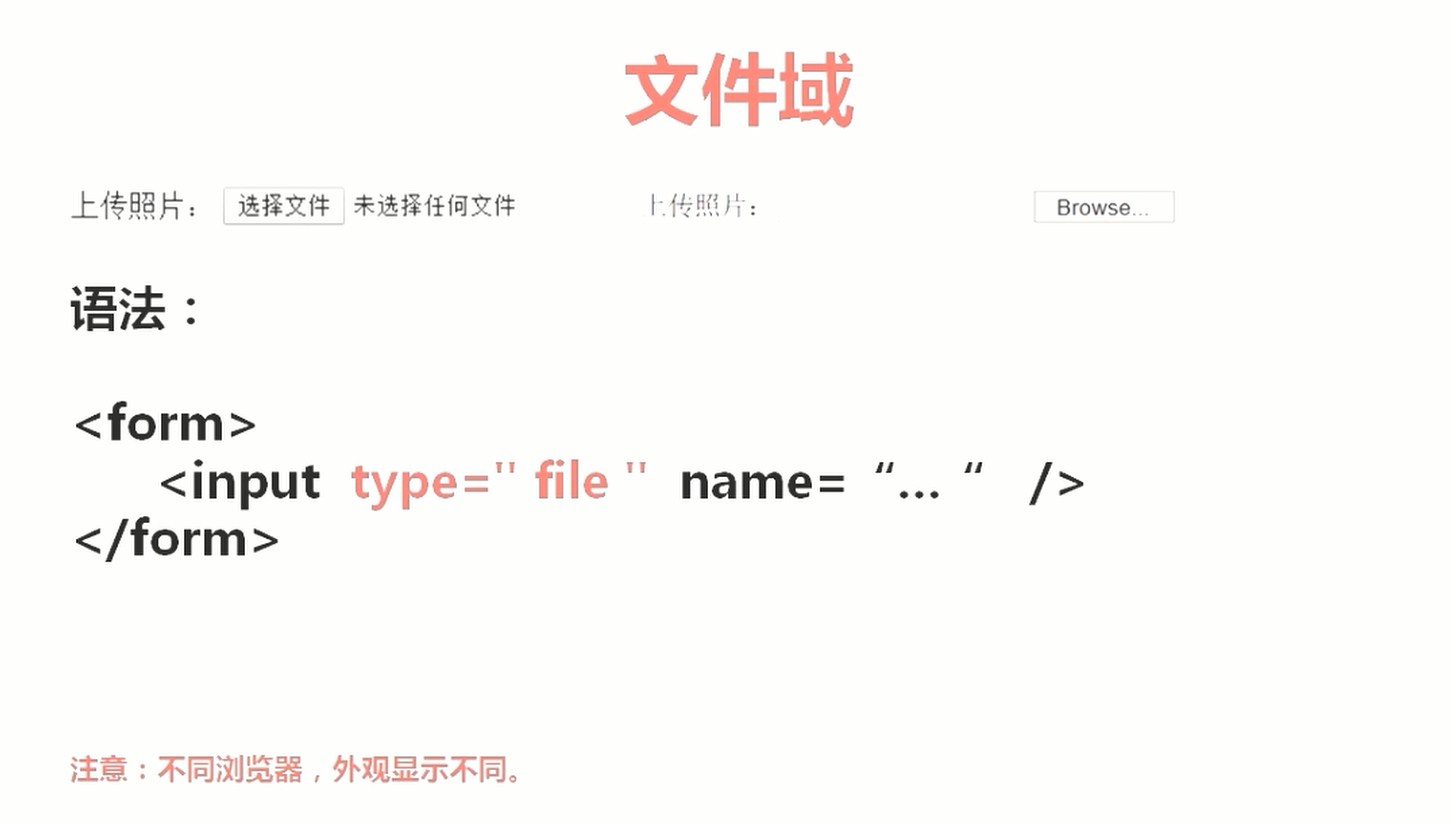 文件域
上传照片： 选择文件 未选择任何文件 上传照片： Browse...
语法：
<form>
<input type=" file " name= “... “ />
</form>
注意：不同浏览器，外观显示不同。